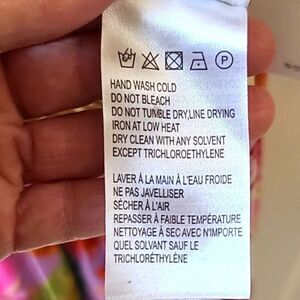 HAND WASH COLD
DO NOT BLEACH
DO NOT TUMBLE DRY,LINE DRYING
IRON AT LOW HEAT
DRY CLEAN WITH ANY SOLVENT
EXCEPT TRICHLOROETHYLENE
LAVER À LA MAIN À L'EAU FROIDE
NE PAS JAVELLISER
SÉCHER À L'AIR
REPASSER À FAIBLE TEMPÉRATURE
NETTOYAGE À SEC AVEC N'IMPORTE
QUEL SOLVANT SAUF LE
TRICHLORÉTHYLÈNE